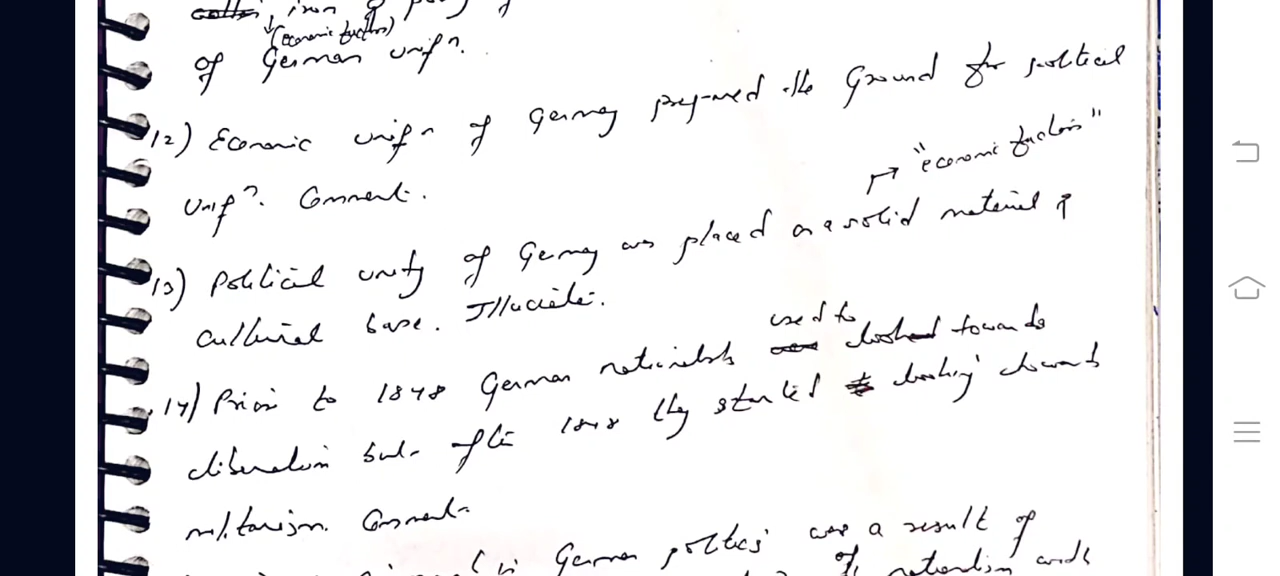 (economic factors)
of German unifn.
12) Economic unifn of Germany prepared the Ground for political
unifn. Comment.
→ "economic factors"
13) Political unity of Germany was placed on a solid material &
cultural base. Illuciate.
14) Prior to 1848 German nationalists used to looked towards
liberalism but after 1848 they started looking towards
militarism. Comment
in German politics was a result of
of